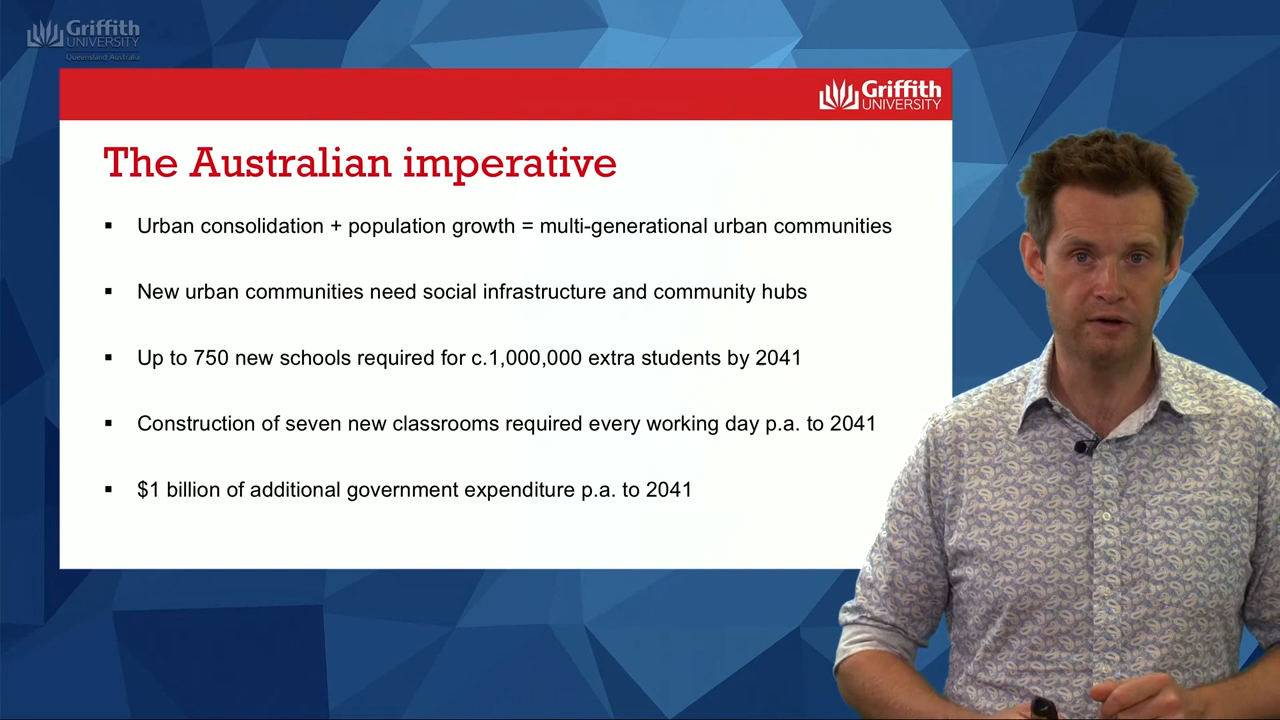 Griffith
UNIVERSITY
Queensland Australia
Griffith
UNIVERSITY
The Australian imperative
▪ Urban consolidation + population growth = multi-generational urban communities
▪ New urban communities need social infrastructure and community hubs
▪ Up to 750 new schools required for c.1,000,000 extra students by 2041
▪ Construction of seven new classrooms required every working day p.a. to 2041
▪ $1 billion of additional government expenditure p.a. to 2041